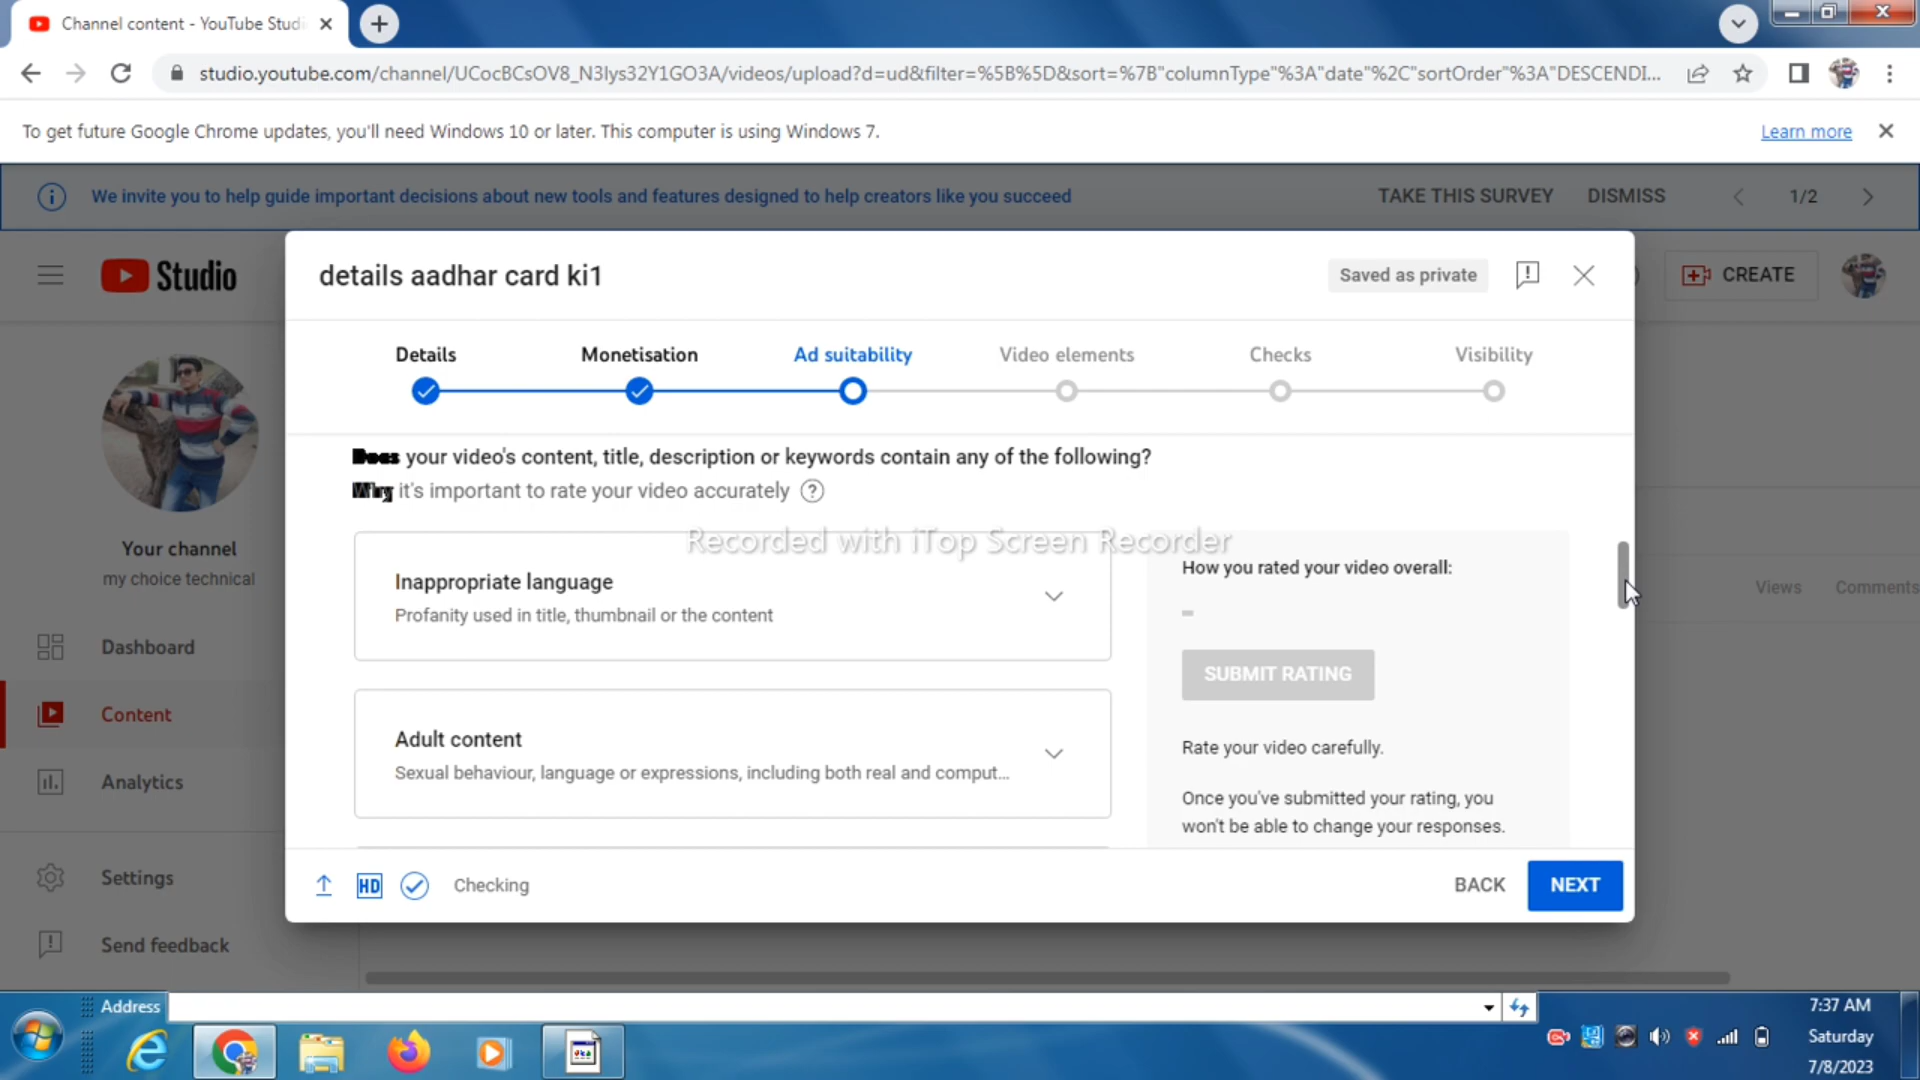 Channel content - YouTube Studi
studio.youtube.com/channel/UCocBCsOV8_N3Iys32Y1GO3A/videos/upload?d=ud&filter=%5B%5D&sort=%7B"columnType"%3A"date"%2C"sortOrder"%3A"DESCENDI...
To get future Google Chrome updates, you'll need Windows 10 or later. This computer is using Windows 7.
Learn more
We invite you to help guide important decisions about new tools and features designed to help creators like you succeed
TAKE THIS SURVEY
DISMISS
1/2
Studio
CREATE
details aadhar card ki1
Saved as private
Details
Monetisation
Ad suitability
Video elements
Checks
Visibility
Does your video's content, title, description or keywords contain any of the following?
Why it's important to rate your video accurately
Recorded with iTop Screen Recorder
Inappropriate language
Profanity used in title, thumbnail or the content
Adult content
Sexual behaviour, language or expressions, including both real and comput...
How you rated your video overall:
SUBMIT RATING
Rate your video carefully.
Once you've submitted your rating, you
won't be able to change your responses.
HD
Checking
BACK
NEXT
Your channel
my choice technical
Dashboard
Content
Analytics
Settings
Send feedback
Views
Comments
Address
7:37 AM
Saturday
7/8/2023